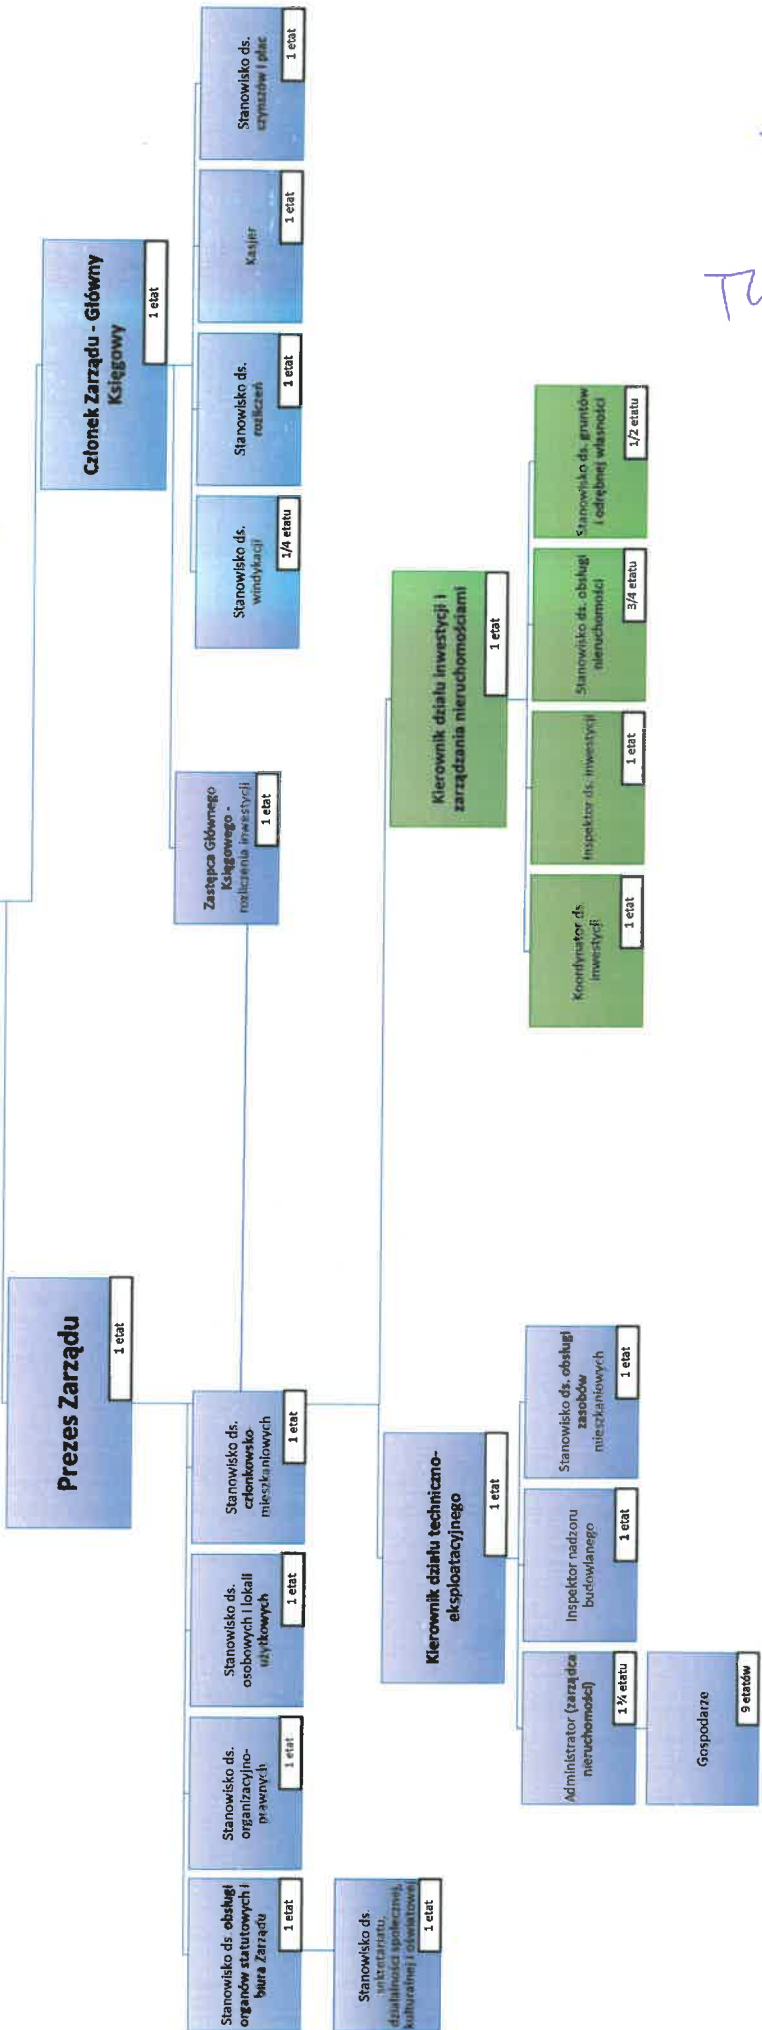 Prezes Zarządu
1 etat
Członek Zarządu - Główny
Księgowy
1 etat
Stanowisko ds. obsługi
organów statutowych i
biura Zarządu
1 etat
Stanowisko ds.
organizacyjno-
prawnych
1 etat
Stanowisko ds.
osobowych i lokali
użytkowych
1 etat
Stanowisko ds.
członkowsko-
mieszkaniowych
1 etat
Zastępca Głównego
Księgowego -
rozliczenia inwestycji
1 etat
Stanowisko ds.
windykacji
1/4 etatu
Stanowisko ds.
rozliczeń
1 etat
Kasjer
1 etat
Stanowisko ds.
czynszów i płac
1 etat
Stanowisko ds.
sekretariatu,
działalności społecznej,
kulturalnej i oświatowej
1 etat
Kierownik działu techniczno-
eksploatacyjnego
1 etat
Kierownik działu inwestycji i
zarządzania nieruchomościami
1 etat
Administrator (zarządca
nieruchomości)
1 ¾ etatu
Inspektor nadzoru
budowlanego
1 etat
Stanowisko ds. obsługi
zasobów
mieszkaniowych
1 etat
Koordynator ds.
inwestycji
1 etat
Inspektor ds. inwestycji
1 etat
Stanowisko ds. obsługi
nieruchomości
3/4 etatu
Stanowisko ds. gruntów
i odrębnej własności
1/2 etatu
Gospodarze
9 etatów